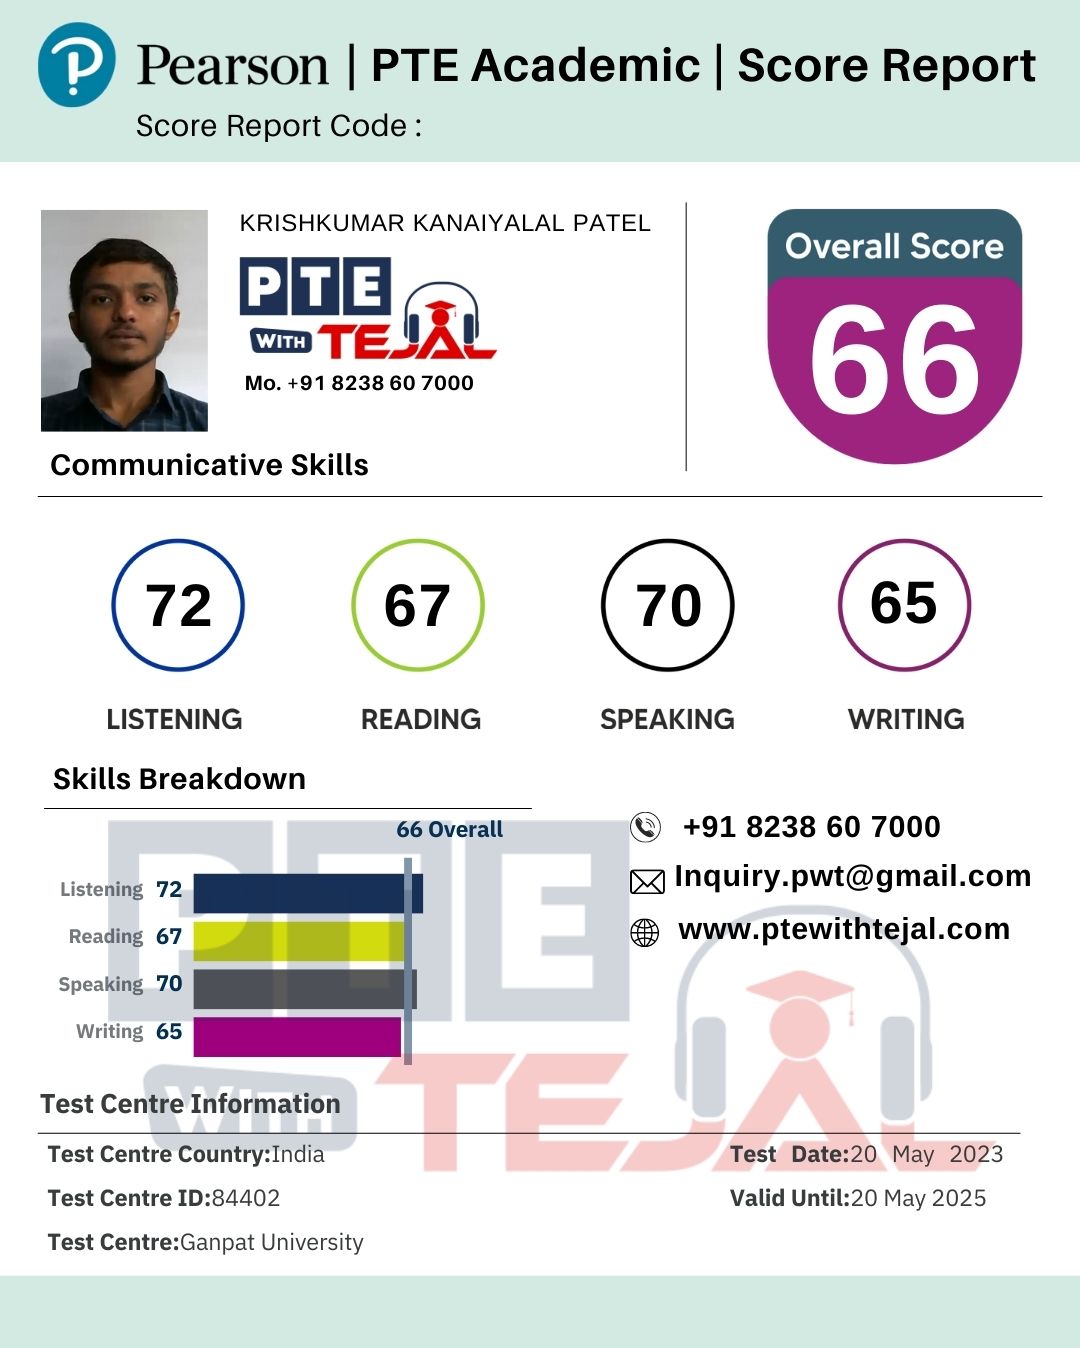 Pearson | PTE Academic | Score Report
Score Report Code :
KRISHKUMAR KANAIYALAL PATEL
PTE
WITH TEJAL
Mo. +91 8238 60 7000
Overall Score
66
Communicative Skills
72 67 70 65
LISTENING READING SPEAKING WRITING
Skills Breakdown
66 Overall
Listening 72
Reading 67
Speaking 70
Writing 65
+91 8238 60 7000
Inquiry.pwt@gmail.com
www.ptewithtejal.com
PTE
WITH TEJAL
Test Centre Information
Test Centre Country:India
Test Date:20 May 2023
Test Centre ID:84402
Valid Until:20 May 2025
Test Centre:Ganpat University